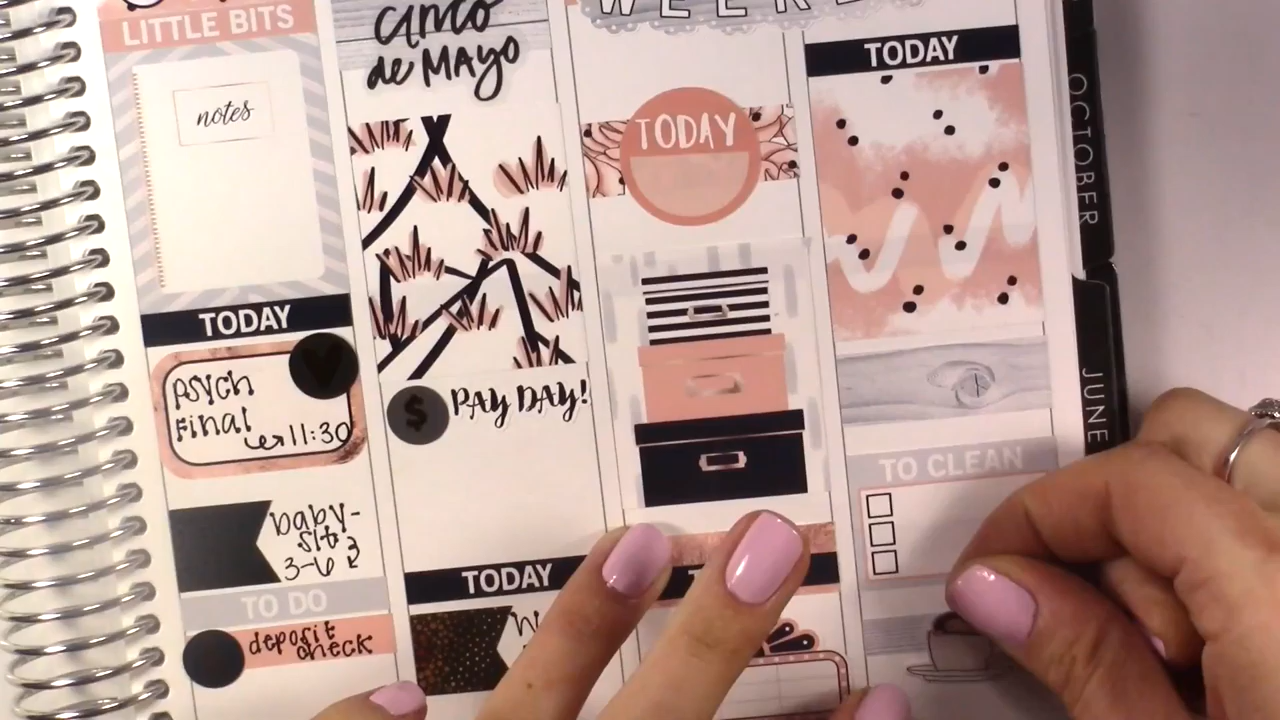 LITTLE BITS
notes
TODAY
PSYCH
Final
11:30
baby-
sit
3-6
TO DO
deposit
check
CINCO
de MAYO
$
PAY DAY!
TODAY
TODAY
TODAY
TO CLEAN
OCTOBER
JUNE